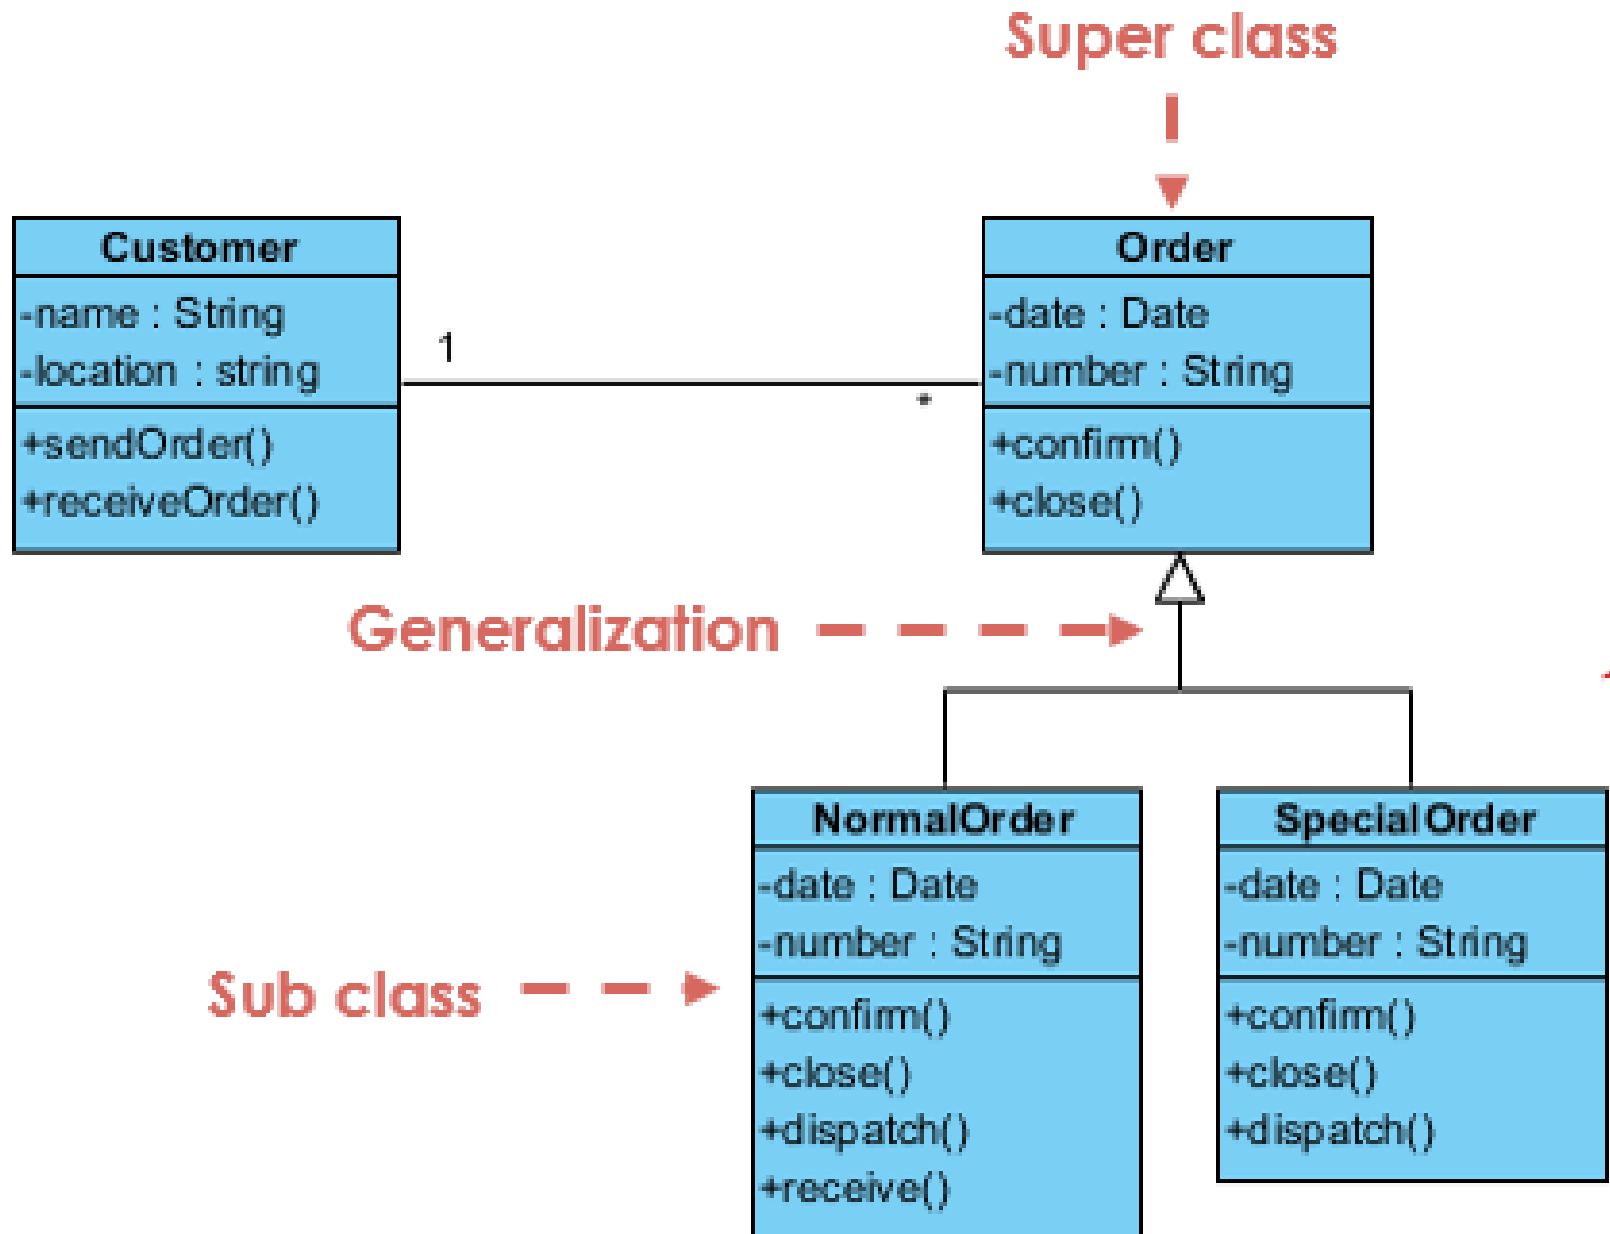 Super class
Customer
-name : String
-location : string
+sendOrder()
+receiveOrder()
1
*
Order
-date : Date
-number : String
+confirm()
+close()
Generalization
Sub class
NormalOrder
-date : Date
-number : String
+confirm()
+close()
+dispatch()
+receive()
SpecialOrder
-date : Date
-number : String
+confirm()
+close()
+dispatch()